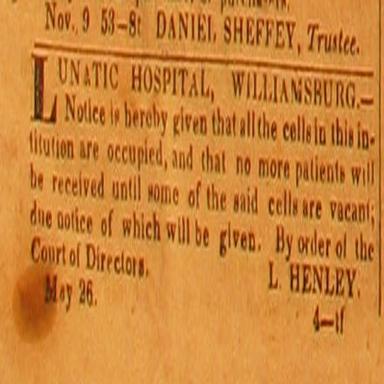 Nov. 9 53-8t DANIEL SHEFFEY, Trustee.
LUNATIC HOSPITAL, WILLIAMSBURG.—
Notice is hereby given that all the cells in this in-
titution are occupied, and that no more patients will
be received until some of the said cells are vacant;
due notice of which will be given. By order of the
Court of Directors.
L. HENLEY.
May 26.
4—tf